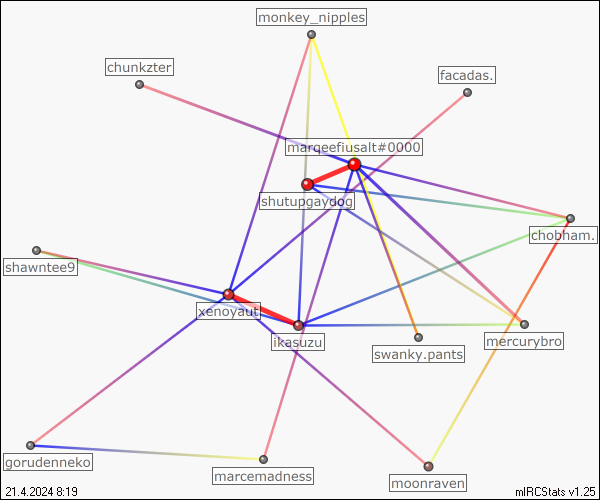 monkey_nipples
chunkzter
facadas.
marqeefiusalt#0000
shutupgaydog
chobham.
shawntee9
xenoyaut
ikasuzu
mercurybro
swanky.pants
gorudenneko
marcemadness
moonraven
21.4.2024 8:19
mIRCStats v1.25